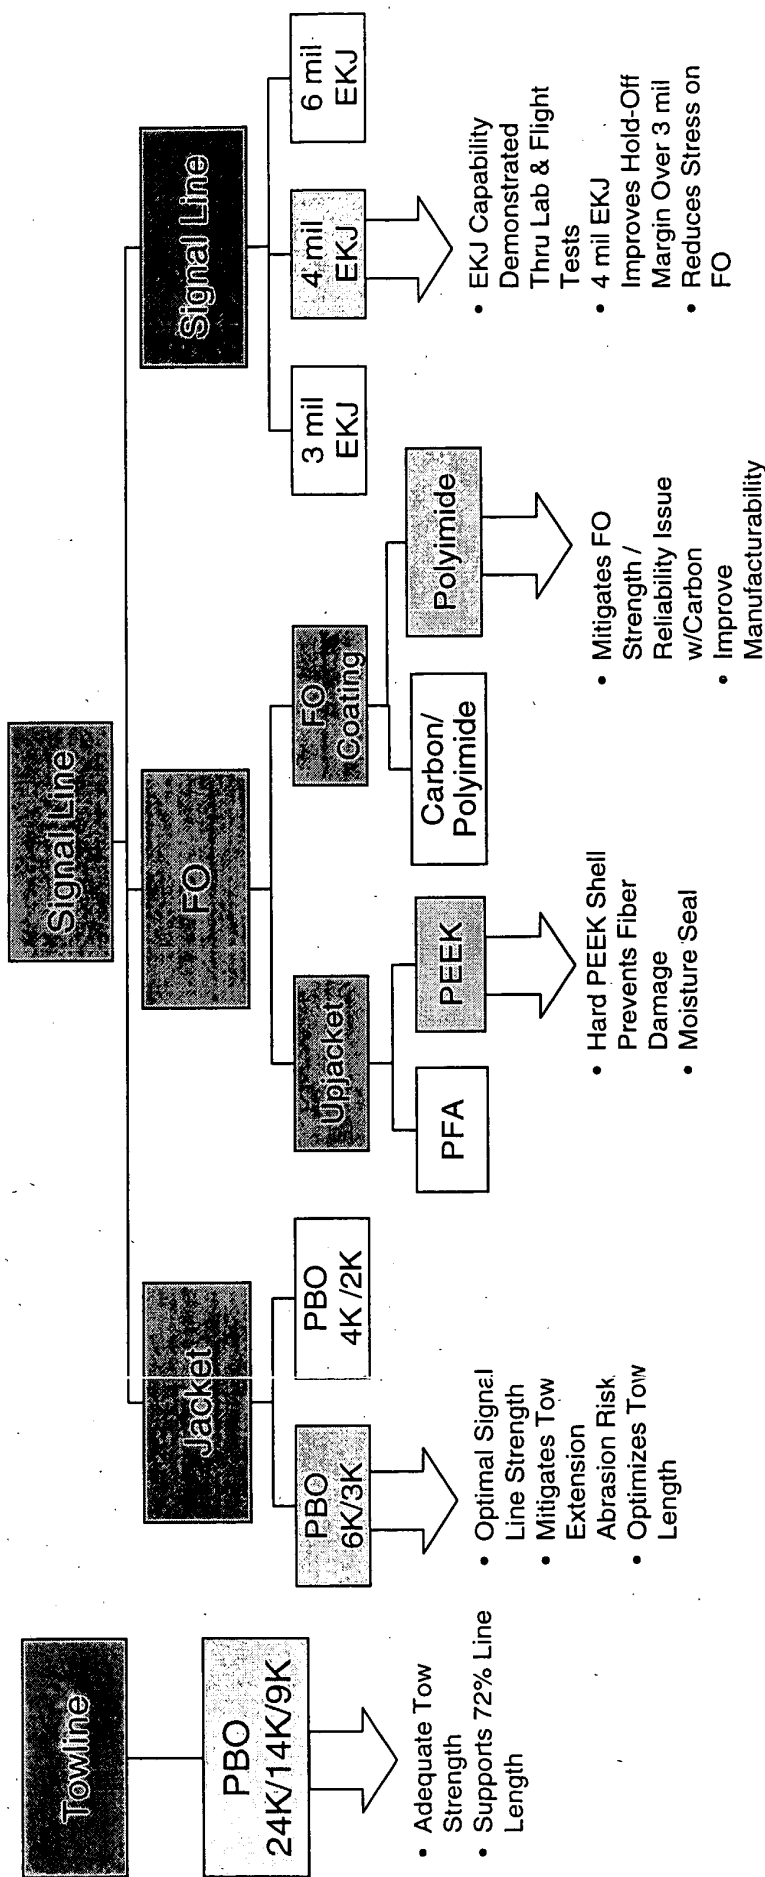 Towline
PBO
24K/14K/9K
• Adequate Tow
Strength
• Supports 72% Line
Length
Signal Line
Jacket
PBO
6K/3K
• Optimal Signal
Line Strength
• Mitigates Tow
Extension
Abrasion Risk
• Optimizes Tow
Length
PBO
4K /2K
FO
Upjacket
PFA
PEEK
• Hard PEEK Shell
Prevents Fiber
Damage
• Moisture Seal
FO
Coating
Carbon/
Polyimide
Polyimide
• Mitigates FO
Strength /
Reliability Issue
w/Carbon
• Improve
Manufacturability
Signal Line
3 mil
EKJ
4 mil
EKJ
• EKJ Capability
Demonstrated
Thru Lab & Flight
Tests
• 4 mil EKJ
Improves Hold-Off
Margin Over 3 mil
• Reduces Stress on
FO
6 mil
EKJ